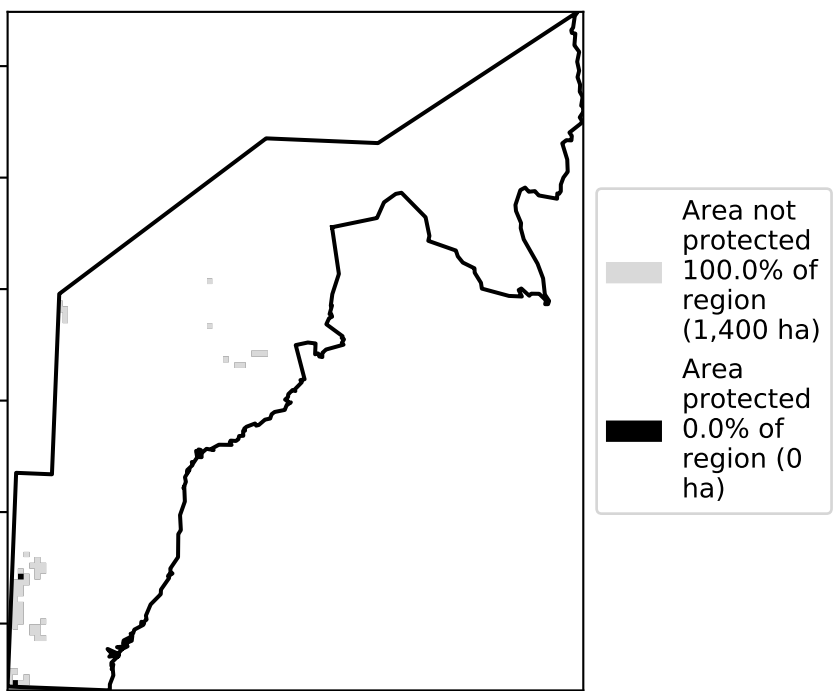 Area not
protected
100.0% of
region
(1,400 ha)
Area
protected
0.0% of
region (0
ha)